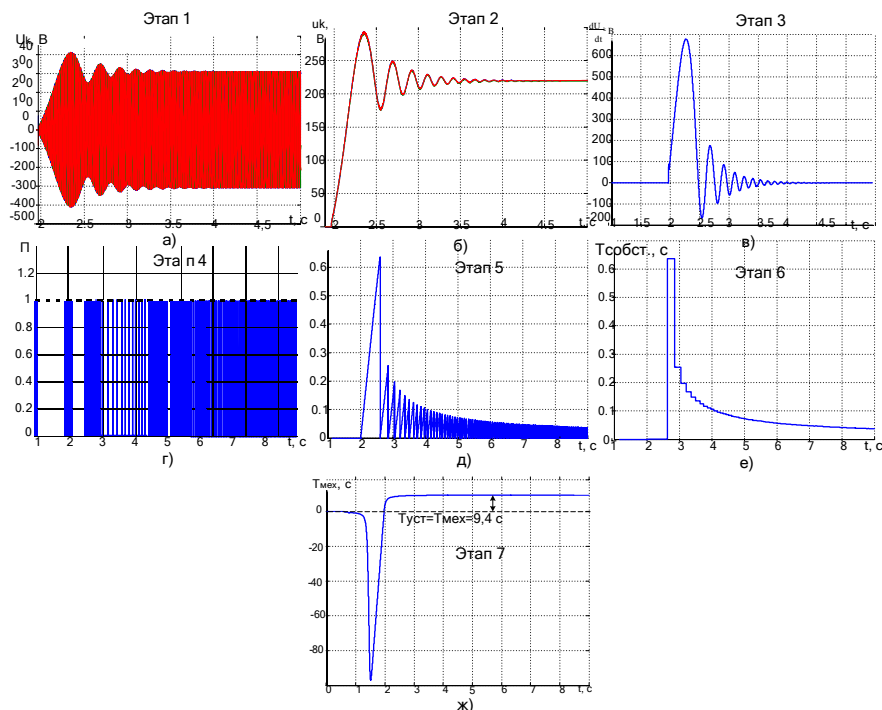 Этап 1
Uk, В
40
300
200
100
0
-100
-200
-300
-400
-500
2 2.5 3 3.5 4 4,5 t, с
а)
Этап 2
uk, В
250
200
150
100
50
0
2 2.5 3 3.5 4 4.5 с
б)
Этап 3
dU В
dt
600
500
400
300
200
100
0
-100
-200
1 1.5 2 2.5 3 3.5 4 4.5 t, с
в)
П
Эта п 4
1.2
1
0.8
0.6
0.4
0.2
0
1 2 3 4 5 6 7 8 t, с
г)
Этап 5
0.6
0.5
0.4
0.3
0.2
0.1
0
1 2 3 4 5 6 7 8 t, с
д)
Tсобст., с
Этап 6
0.6
0.5
0.4
0.3
0.2
0.1
0
1 2 3 4 5 6 7 8 9 t, с
е)
Тмех, с
0
Туст=Тмех=9,4 с
Этап 7
-20
-40
-60
-80
0 1 2 3 4 5 6 7 8 t, с
ж)